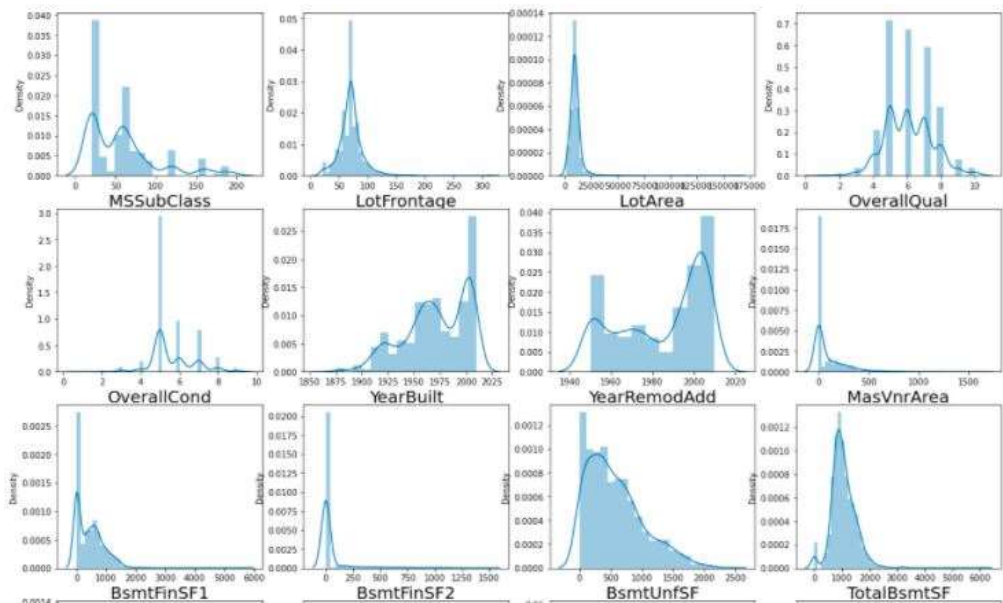 0.040
0.035
0.030
0.025
0.020
0.015
0.010
0.005
0.000
Density
0 50 100 150 200
MSSubClass
0.05
0.04
0.03
0.02
0.01
0.00
Density
0 50 100 150 200 250 300
LotFrontage
0.00014
0.00012
0.00010
0.00008
0.00006
0.00004
0.00002
0.00000
Density
0 25000 50000 75000 100000 125000 150000 175000
LotArea
0.7
0.6
0.5
0.4
0.3
0.2
0.1
0.0
Density
2 4 6 8 10
OverallQual
3.0
2.5
2.0
1.5
1.0
0.5
0.0
Density
0 2 4 6 8 10
OverallCond
0.025
0.020
0.015
0.010
0.005
0.000
Density
1850 1875 1900 1925 1950 1975 2000 2025
YearBuilt
0.040
0.035
0.030
0.025
0.020
0.015
0.010
0.005
0.000
Density
1940 1960 1980 2000 2020
YearRemodAdd
0.0175
0.0150
0.0125
0.0100
0.0075
0.0050
0.0025
0.0000
Density
0 500 1000 1500
MasVnrArea
0.0025
0.0020
0.0015
0.0010
0.0005
0.0000
Density
0 1000 2000 3000 4000 5000 6000
BsmtFinSF1
0.0200
0.0175
0.0150
0.0125
0.0100
0.0075
0.0050
0.0025
0.0000
Density
0 250 500 750 1000 1250 1500
BsmtFinSF2
0.0012
0.0010
0.0008
0.0006
0.0004
0.0002
0.0000
Density
0 500 1000 1500 2000 2500
BsmtUnfSF
0.0012
0.0010
0.0008
0.0006
0.0004
0.0002
0.0000
Density
0 1000 2000 3000 4000 5000 6000
TotalBsmtSF